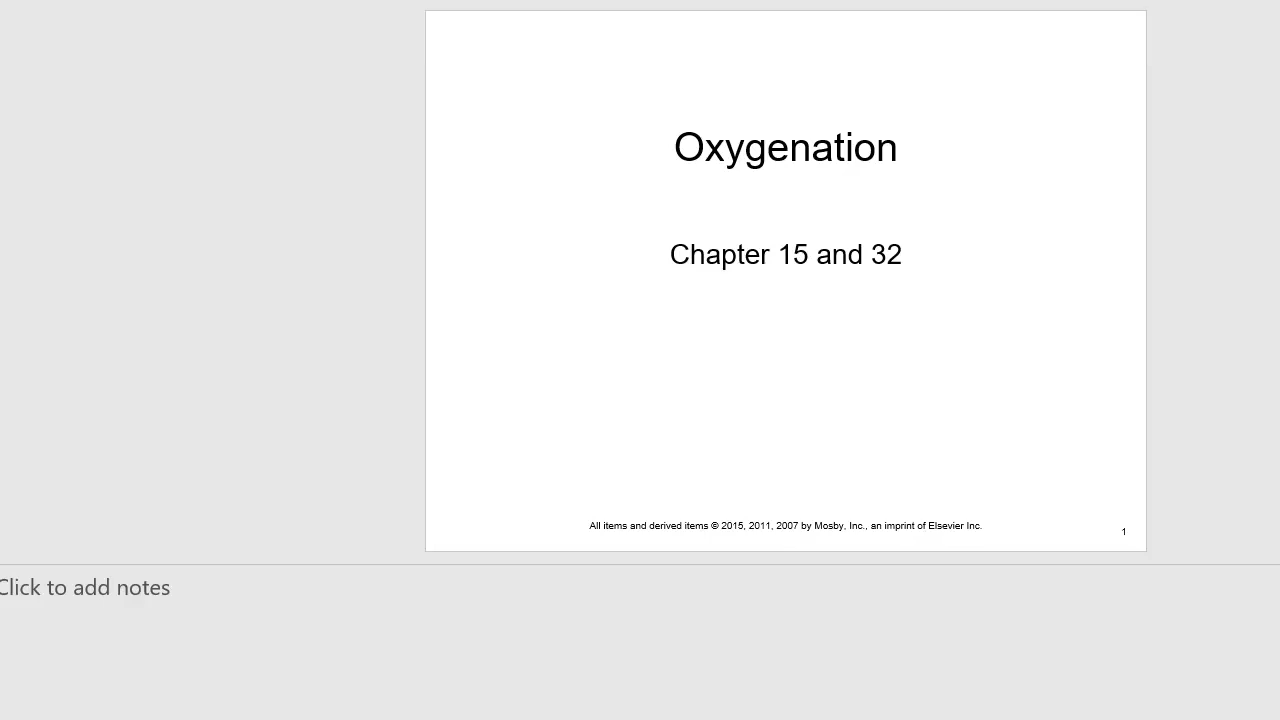 Oxygenation
Chapter 15 and 32
All items and derived items © 2015, 2011, 2007 by Mosby, Inc., an imprint of Elsevier Inc.
1
Click to add notes